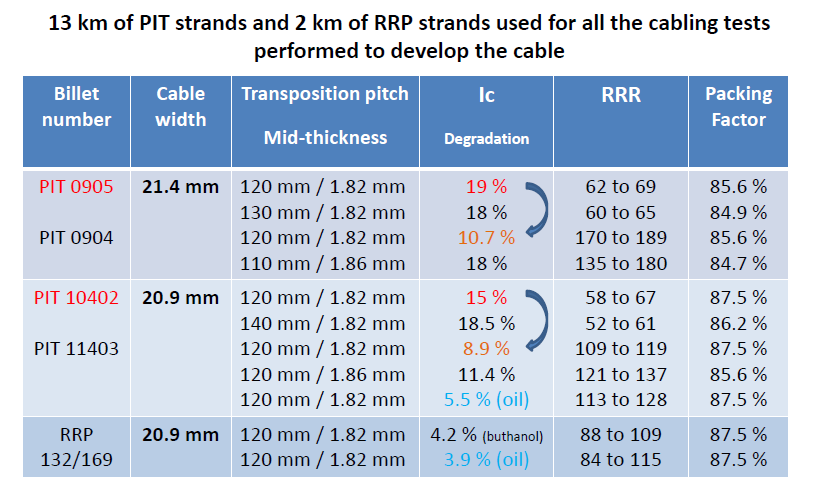 13 km of PIT strands and 2 km of RRP strands used for all the cabling tests
performed to develop the cable
Billet number Cable width Transposition pitch Mid-thickness Ic Degradation RRR Packing Factor
PIT 0905 21.4 mm 120 mm / 1.82 mm 19 % 62 to 69 85.6 %
130 mm / 1.82 mm 18 % 60 to 65 84.9 %
PIT 0904 120 mm / 1.82 mm 10.7 % 170 to 189 85.6 %
110 mm / 1.86 mm 18 % 135 to 180 84.7 %
PIT 10402 20.9 mm 120 mm / 1.82 mm 15 % 58 to 67 87.5 %
140 mm / 1.82 mm 18.5 % 52 to 61 86.2 %
PIT 11403 120 mm / 1.82 mm 8.9 % 109 to 119 87.5 %
120 mm / 1.86 mm 11.4 % 121 to 137 85.6 %
120 mm / 1.82 mm 5.5 % (oil) 113 to 128 87.5 %
RRP 20.9 mm 120 mm / 1.82 mm 4.2 % (buthanol) 88 to 109 87.5 %
132/169 120 mm / 1.82 mm 3.9 % (oil) 84 to 115 87.5 %